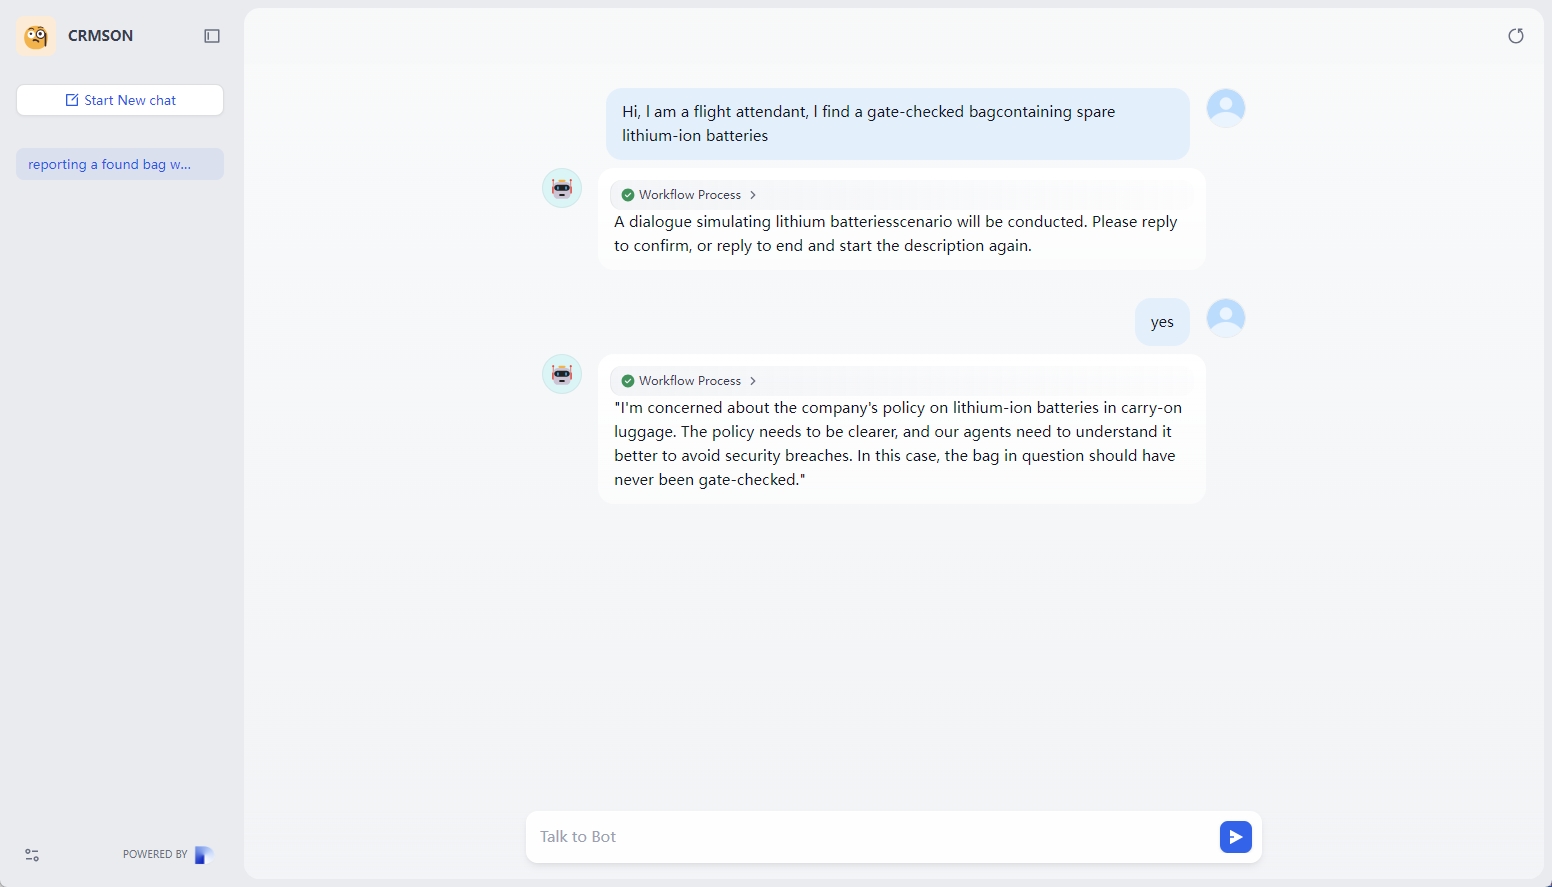 CRMSON
Start New chat
reporting a found bag w...
Hi, I am a flight attendant, I find a gate-checked bagcontaining spare
lithium-ion batteries
Workflow Process
A dialogue simulating lithium batteriesscenario will be conducted. Please reply
to confirm, or reply to end and start the description again.
yes
Workflow Process
"I'm concerned about the company's policy on lithium-ion batteries in carry-on
luggage. The policy needs to be clearer, and our agents need to understand it
better to avoid security breaches. In this case, the bag in question should have
never been gate-checked."
Talk to Bot
POWERED BY